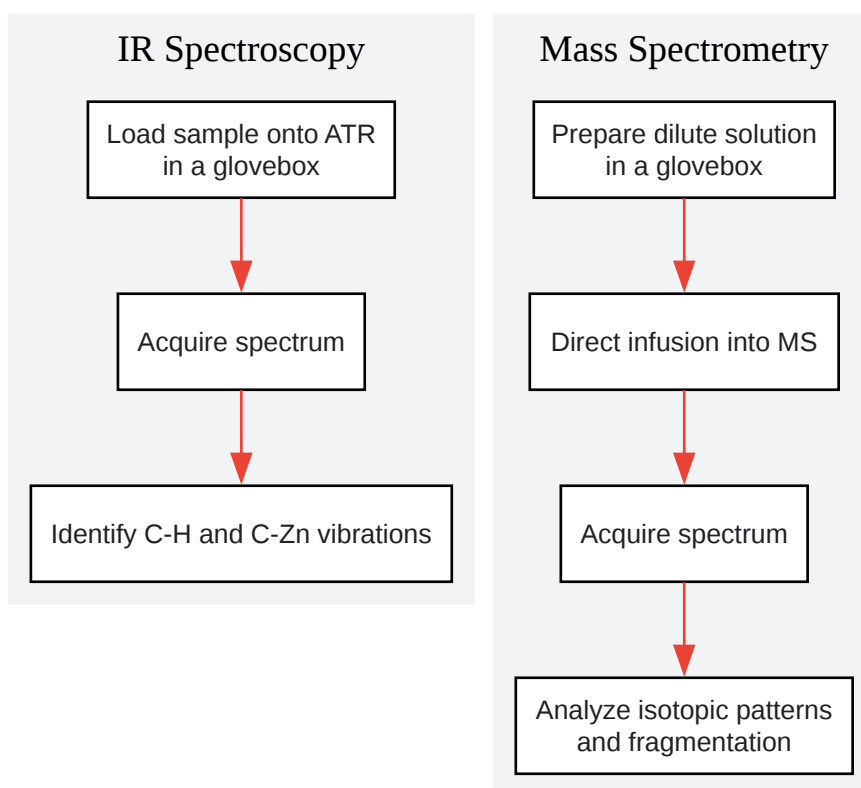 IR Spectroscopy
Load sample onto ATR
in a glovebox
Acquire spectrum
Identify C-H and C-Zn vibrations
Mass Spectrometry
Prepare dilute solution
in a glovebox
Direct infusion into MS
Acquire spectrum
Analyze isotopic patterns
and fragmentation